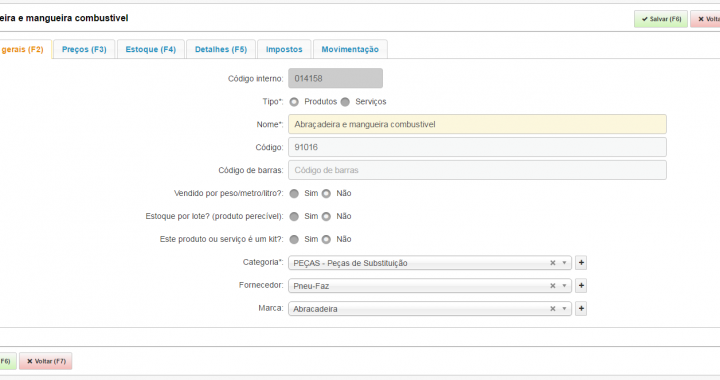 eira e mangueira combustivel
Salvar (F6) Volta
gerais (F2) Preços (F3) Estoque (F4) Detalhes (F5) Impostos Movimentação
Código interno: 014158
Tipo*: Produtos Serviços
Nome*: Abraçadeira e mangueira combustivel
Código: 91016
Código de barras: Código de barras
Vendido por peso/metro/litro?: Sim Não
Estoque por lote? (produto perecível): Sim Não
Este produto ou serviço é um kit?: Sim Não
Categoria*: PEÇAS - Peças de Substituição
Fornecedor: Pneu-Faz
Marca: Abracadeira
F6) Voltar (F7)